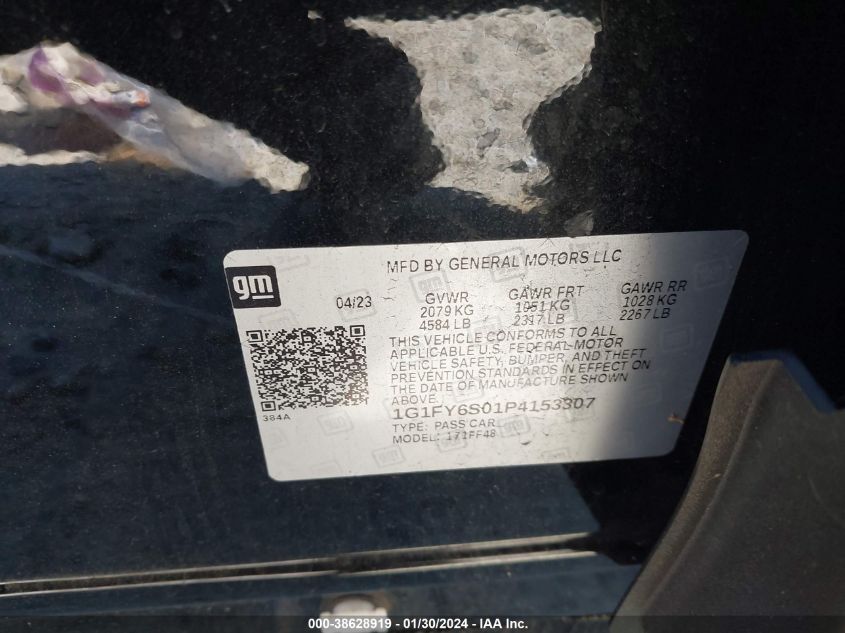 gm
MFD BY GENERAL MOTORS LLC
04/23
GVWR GAWR FRT GAWR RR
2079 KG 1051 KG 1028 KG
4584 LB 2317 LB 2267 LB
THIS VEHICLE CONFORMS TO ALL
APPLICABLE U.S. FEDERAL MOTOR
VEHICLE SAFETY, BUMPER, AND THEFT
PREVENTION STANDARDS IN EFFECT ON
THE DATE OF MANUFACTURE SHOWN
ABOVE.
384A
1G1FY6S01P4153307
TYPE: PASS CAR
MODEL: 171FF48
000-38628919 - 01/30/2024 - IAA Inc.